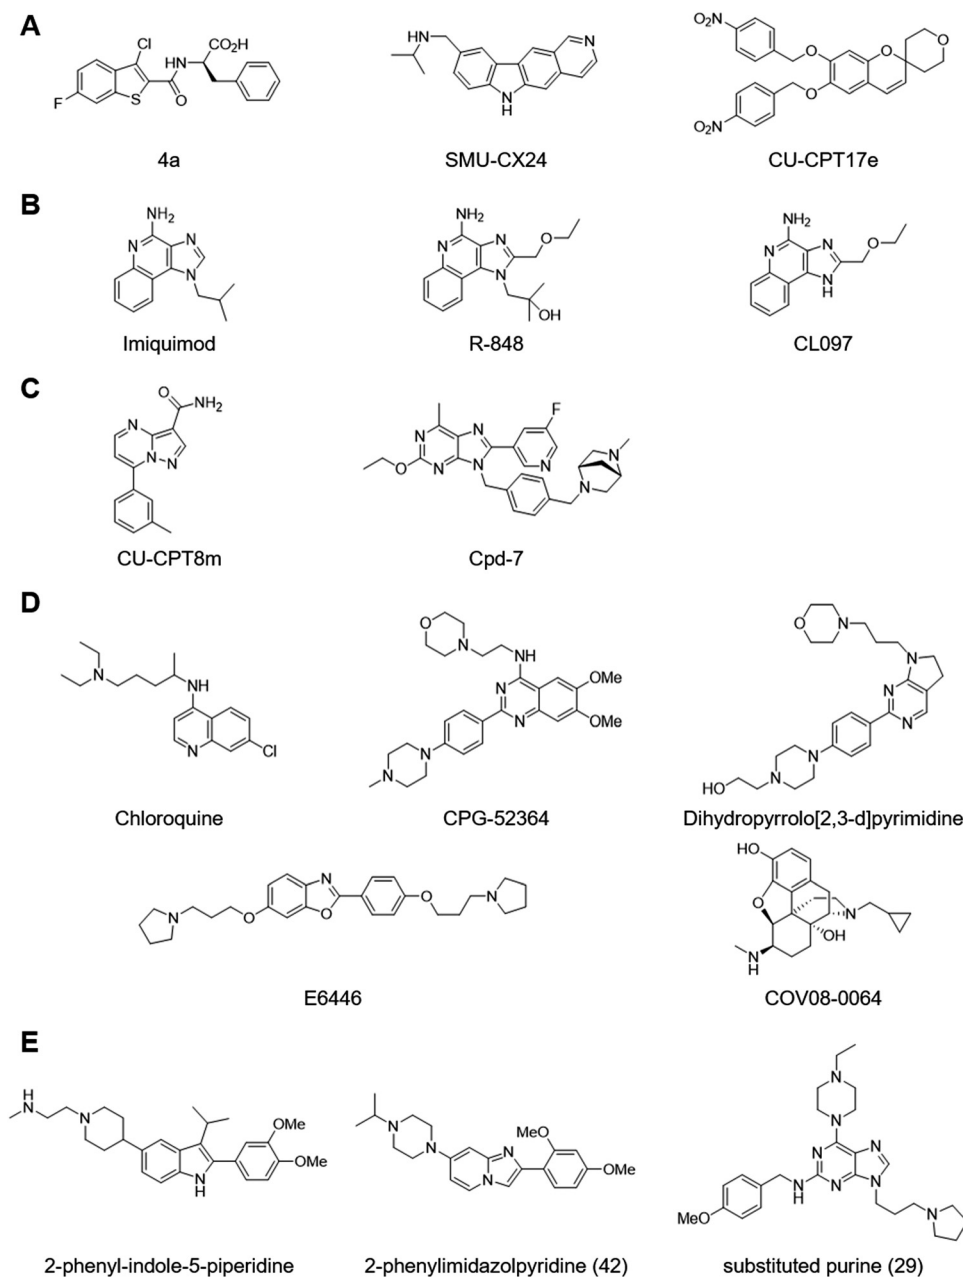 A
Cl
CO₂H
HN
O
S
F
4a
HN
N
N
H
SMU-CX24
O₂N
O
O
O
O
O₂N
CU-CPT17e
B
NH₂
N
N
N
Imiquimod
NH₂
N
N
N
O
OH
R-848
NH₂
N
N
N
H
O
CL097
C
O
NH₂
N
N
N
CU-CPT8m
F
N
N
N
N
N
O
N
N
Cpd-7
D
N
NH
N
Cl
Chloroquine
O
N
NH
N
N
OMe
OMe
N
N
CPG-52364
O
N
N
N
N
N
N
HO
Dihydropyrrolo[2,3-d]pyrimidine
N
O
N
O
O
N
E6446
HO
O
N
OH
N
H
COV08-0064
E
H
N
N
N
H
OMe
OMe
2-phenyl-indole-5-piperidine
N
N
N
N
MeO
OMe
2-phenylimidazolpyridine (42)
N
N
N
N
N
N
N
H
MeO
N
substituted purine (29)